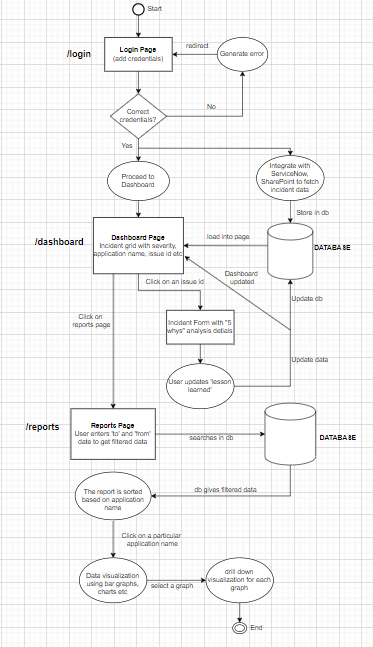 Start
/login
Login Page
(add credentials)
redirect
Generate error
Correct
credentials?
No
Yes
Proceed to
Dashboard
Integrate with
ServiceNow,
SharePoint to fetch
incident data
Store in db
/dashboard
Dashboard Page
Incident grid with severity,
application name, issue id etc
load into page
DATABASE
Dashboard
updated
Click on an issue id
Update db
Click on
reports page
Incident Form with "5
whys" analysis detials
Update data
User updates 'lesson
learned'
/reports
Reports Page
User enters 'to' and 'from'
date to get filtered data
searches in db
DATABASE
db gives filtered data
The report is sorted
based on application
name
Click on a particular
application name
Data visualization
using bar graphs,
charts etc
select a graph
drill down
visualization for each
graph
End